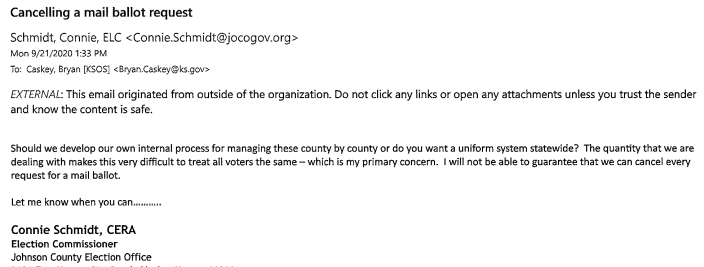 Cancelling a mail ballot request
Schmidt, Connie, ELC <Connie.Schmidt@jocogov.org>
Mon 9/21/2020 1:33 PM
To: Caskey, Bryan [KSOS] <Bryan.Caskey@ks.gov>
EXTERNAL: This email originated from outside of the organization. Do not click any links or open any attachments unless you trust the sender
and know the content is safe.
Should we develop our own internal process for managing these county by county or do you want a uniform system statewide? The quantity that we are
dealing with makes this very difficult to treat all voters the same – which is my primary concern. I will not be able to guarantee that we can cancel every
request for a mail ballot.
Let me know when you can...........
Connie Schmidt, CERA
Election Commissioner
Johnson County Election Office